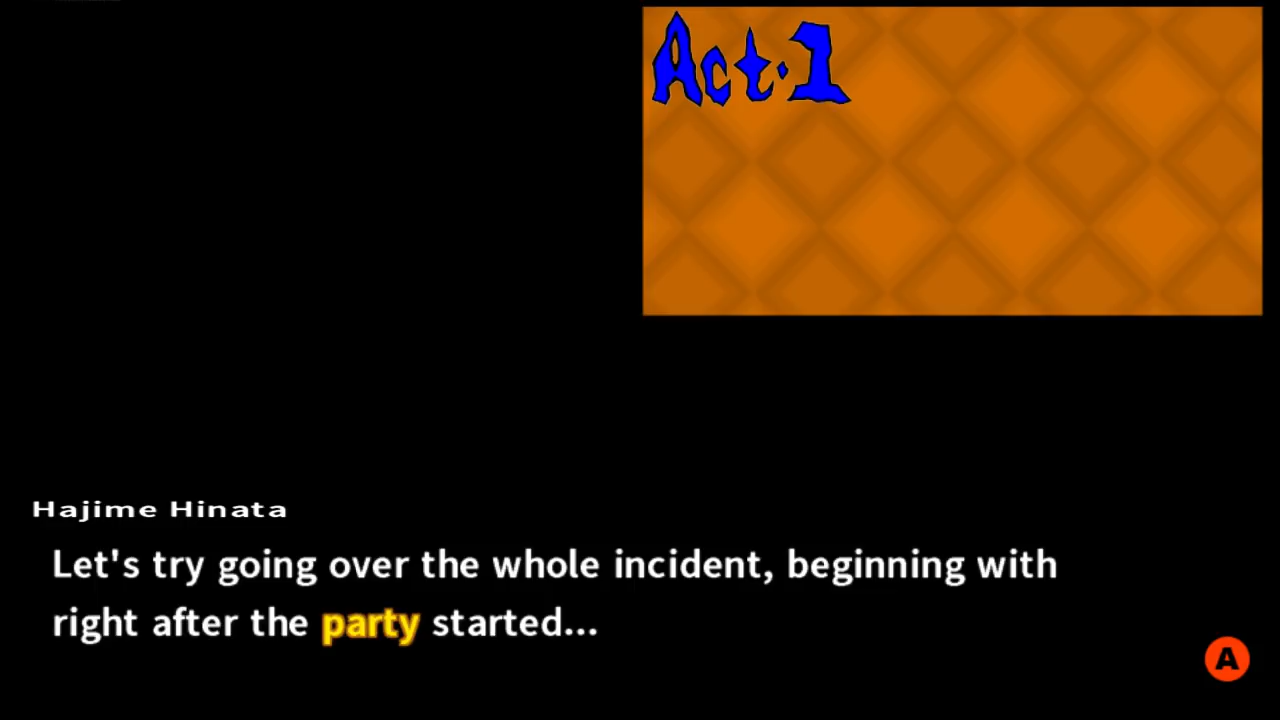 Act.1
Hajime Hinata
Let's try going over the whole incident, beginning with
right after the party started...
A